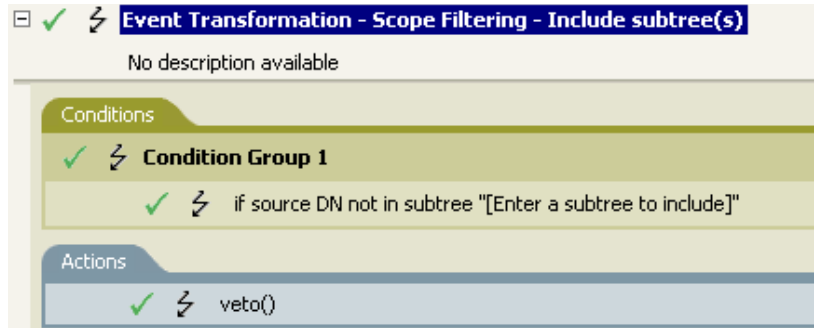 Event Transformation - Scope Filtering - Include subtree(s)
No description available
Conditions
Condition Group 1
if source DN not in subtree "[Enter a subtree to include]"
Actions
veto()